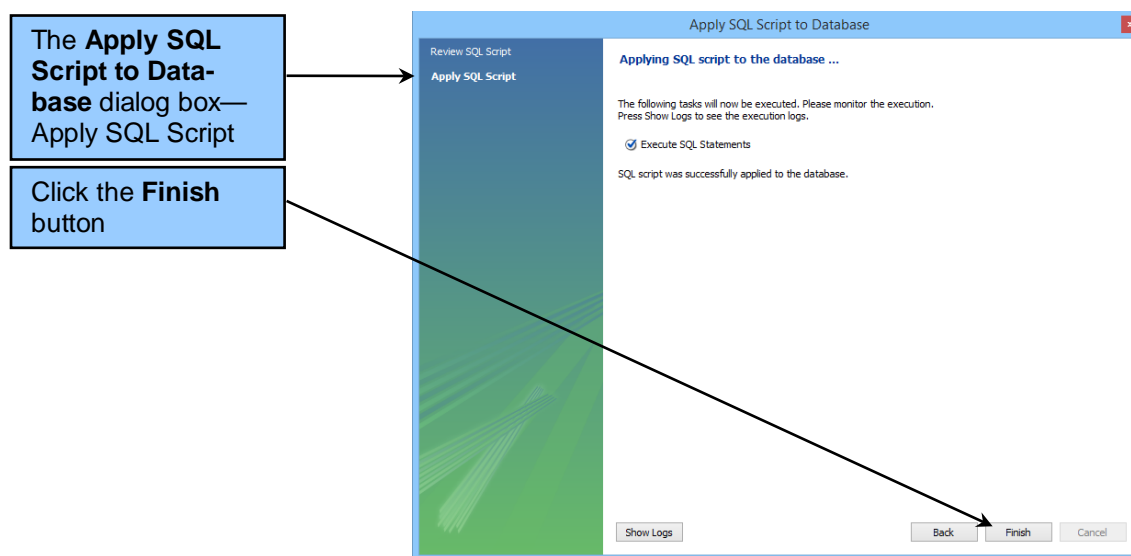 The Apply SQL
Script to Data-
base dialog box—
Apply SQL Script
Click the Finish
button
Apply SQL Script to Database
Review SQL Script
Apply SQL Script
Applying SQL script to the database ...
The following tasks will now be executed. Please monitor the execution.
Press Show Logs to see the execution logs.
Execute SQL Statements
SQL script was successfully applied to the database.
Show Logs
Back
Finish
Cancel